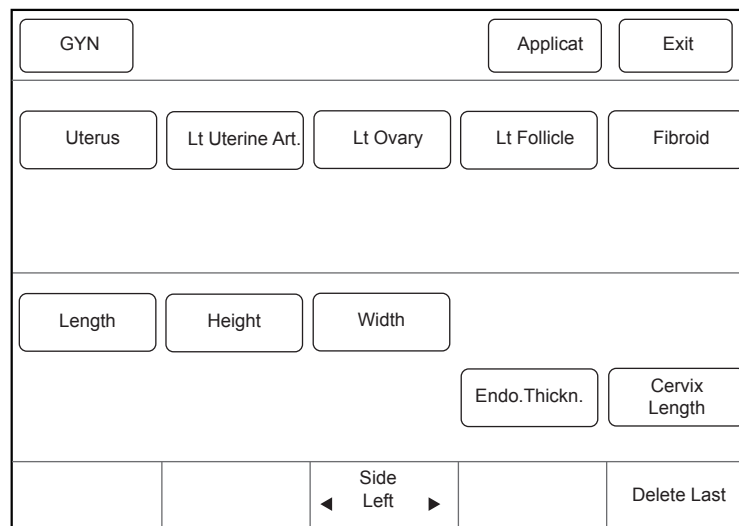 GYN
Applicat
Exit
Uterus
Lt Uterine Art.
Lt Ovary
Lt Follicle
Fibroid
Length
Height
Width
Endo.Thickn.
Cervix
Length
Side
Left
Delete Last